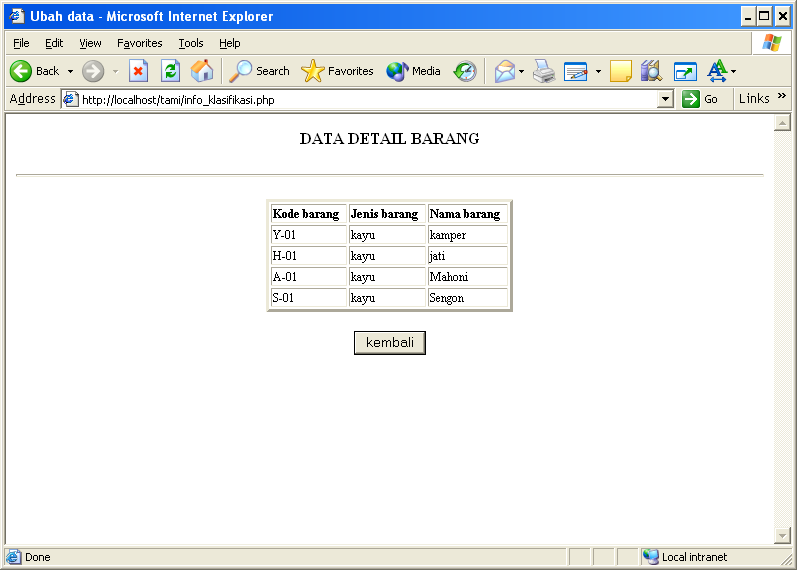 Ubah data - Microsoft Internet Explorer
File Edit View Favorites Tools Help
Back Search Favorites Media
Address http://localhost/tami/info_klasifikasi.php Go Links »
DATA DETAIL BARANG
Kode barang Jenis barang Nama barang
Y-01 kayu kamper
H-01 kayu jati
A-01 kayu Mahoni
S-01 kayu Sengon
kembali
Done Local intranet